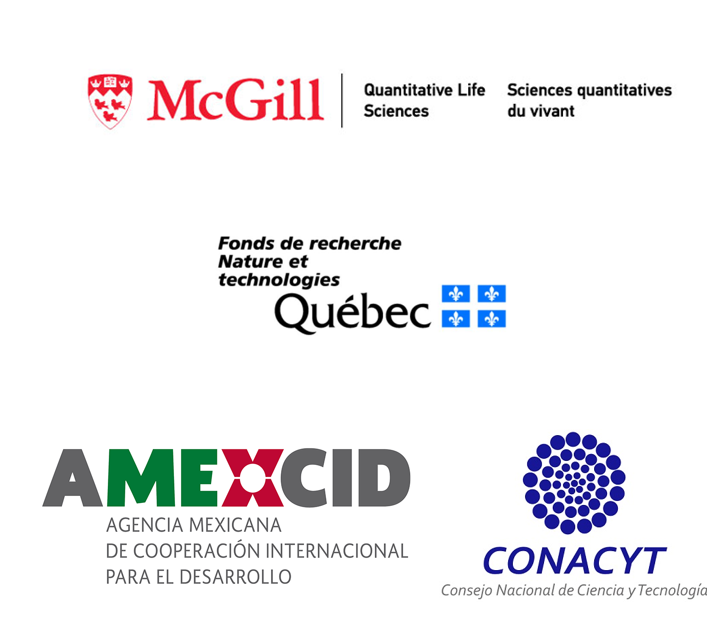 McGill
Quantitative Life
Sciences
Sciences quantitatives
du vivant
Fonds de recherche
Nature et
technologies
Québec
AMEXCID
AGENCIA MEXICANA
DE COOPERACIÓN INTERNACIONAL
PARA EL DESARROLLO
CONACYT
Consejo Nacional de Ciencia y Tecnología